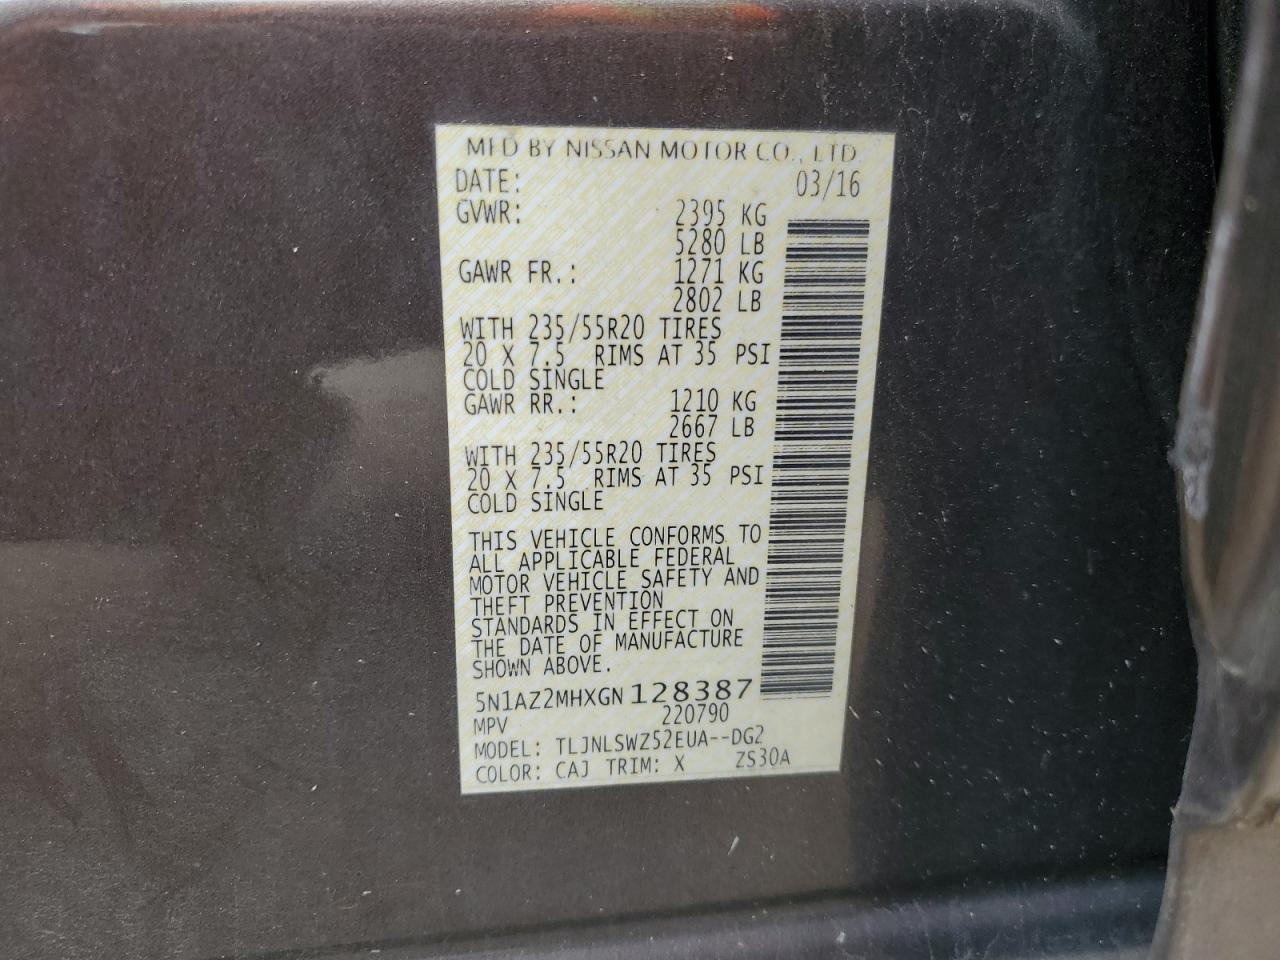 MFD BY NISSAN MOTOR CO., LTD
DATE: 03/16
GVWR: 2395 KG
5280 LB
GAWR FR.: 1271 KG
2802 LB
WITH 235/55R20 TIRES
20 X 7.5 RIMS AT 35 PSI
COLD SINGLE
GAWR RR.: 1210 KG
2667 LB
WITH 235/55R20 TIRES
20 X 7.5 RIMS AT 35 PSI
COLD SINGLE
THIS VEHICLE CONFORMS TO
ALL APPLICABLE FEDERAL
MOTOR VEHICLE SAFETY AND
THEFT PREVENTION
STANDARDS IN EFFECT ON
THE DATE OF MANUFACTURE
SHOWN ABOVE.
5N1AZ2MHXGN128387
MPV 220790
MODEL: TLJNLSWZ52EUA--DG2
COLOR: CAJ TRIM: X ZS30A